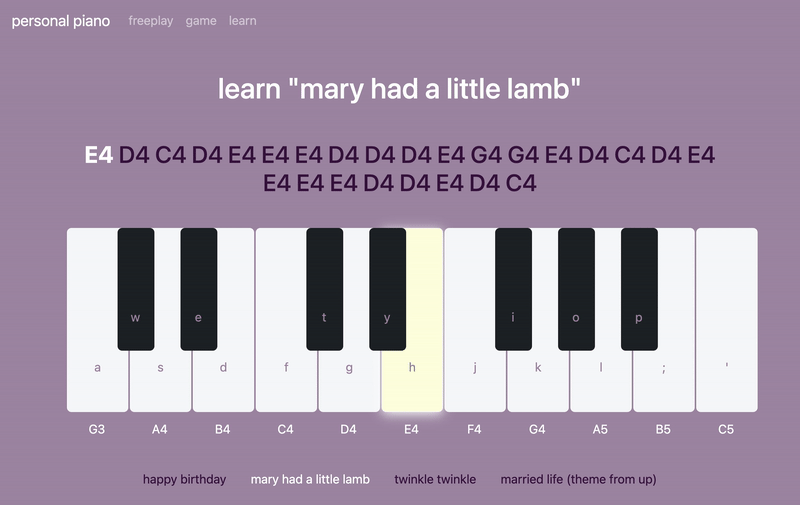 personal piano freeplay game learn
learn "mary had a little lamb"
E4 D4 C4 D4 E4 E4 E4 D4 D4 D4 E4 G4 G4 E4 D4 C4 D4 E4
E4 E4 E4 D4 D4 E4 D4 C4
w e t y i o p
a s d f g h j k l ; '
G3 A4 B4 C4 D4 E4 F4 G4 A5 B5 C5
happy birthday mary had a little lamb twinkle twinkle married life (theme from up)